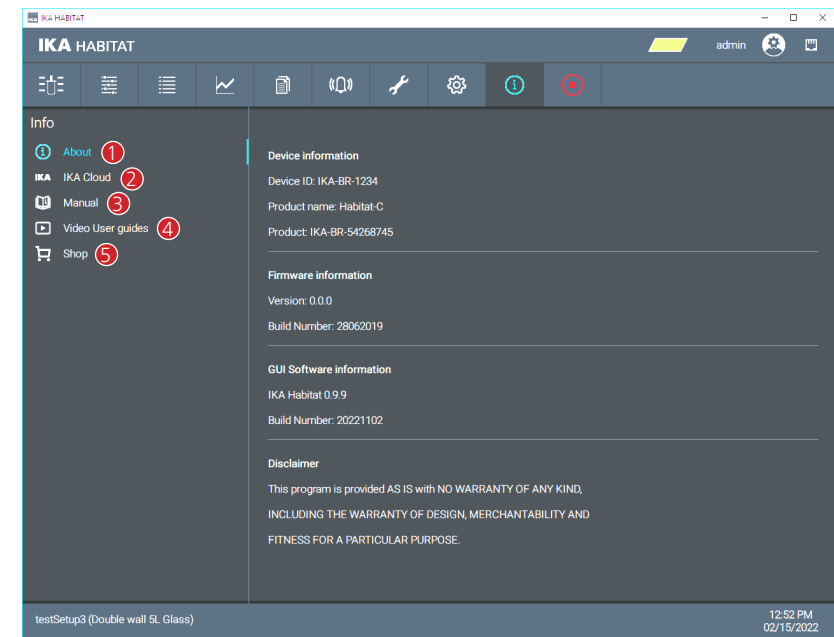 IKA IKA HABITAT
IKA HABITAT
admin
Info
About 1
IKA IKA Cloud 2
Manual 3
Video User guides 4
Shop 5
Device information
Device ID: IKA-BR-1234
Product name: Habitat-C
Product: IKA-BR-54268745
Firmware information
Version: 0.0.0
Build Number: 28062019
GUI Software information
IKA Habitat 0.9.9
Build Number: 20221102
Disclaimer
This program is provided AS IS with NO WARRANTY OF ANY KIND,
INCLUDING THE WARRANTY OF DESIGN, MERCHANTABILITY AND
FITNESS FOR A PARTICULAR PURPOSE.
testSetup3 (Double wall 5L Glass)
12:52 PM
02/15/2022